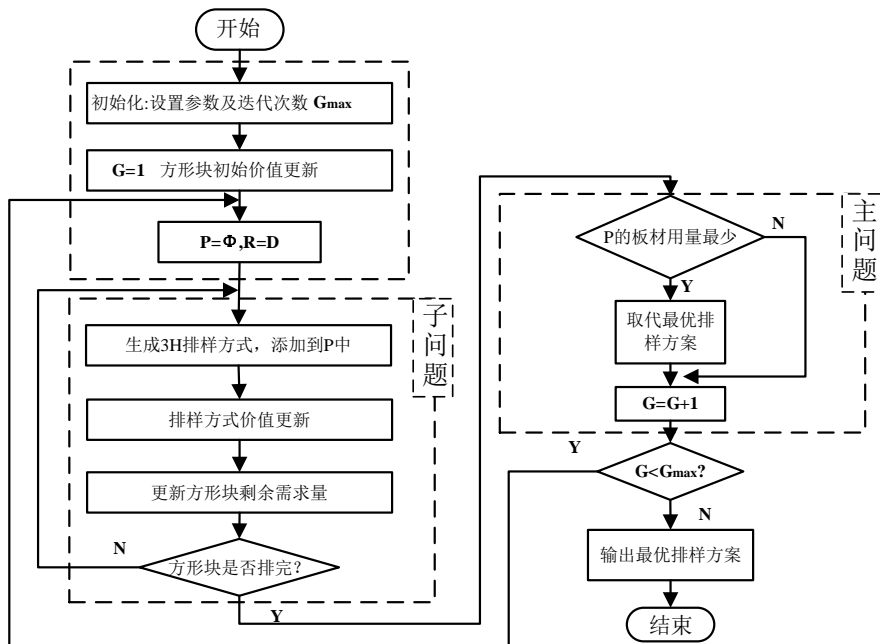 开始
初始化:设置参数及迭代次数 Gmax
G=1 方形块初始价值更新
P=Φ,R=D
子问题
生成3H排样方式，添加到P中
排样方式价值更新
更新方形块剩余需求量
方形块是否排完?
N
Y
主问题
P的板材用量最少
N
Y
取代最优排
样方案
G=G+1
G<Gmax?
Y
N
输出最优排样方案
结束